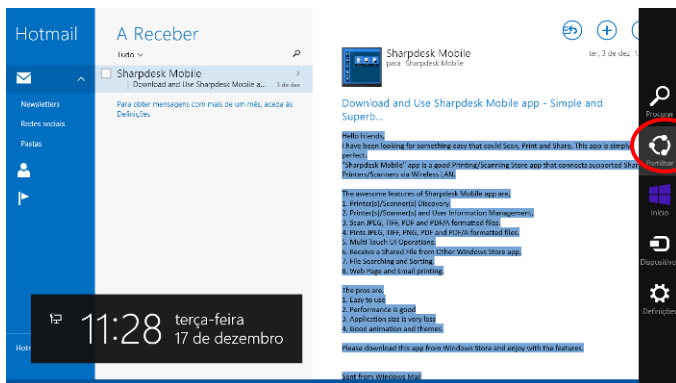 Hotmail
Newsletters
Redes sociais
Pastas
A Receber
Tudo
Sharpdesk Mobile
Download and Use Sharpdesk Mobile a... 3 de dez
Para obter mensagens com mais de um mês, aceda às
Definições
Sharpdesk Mobile
para Sharpdesk Mobile
ter, 3 de dez
Download and Use Sharpdesk Mobile app - Simple and
Superb...
Hello friends,
I have been looking for something easy that could Scan, Print and Share. This app is simply
perfect.
"Sharpdesk Mobile" app is a good Printing/Scanning Store app that connects supported Shar
Printers/Scanners via Wireless LAN.
The awesome features of Sharpdesk Mobile app are,
1. Printer(s)/Scanner(s) Discovery.
2. Printer(s)/Scanner(s) and User Information Management.
3. Scan JPEG, TIFF, PDF and PDF/A formatted files.
4. Pints JPEG, TIFF, PNG, PDF and PDF/A formatted files.
5. Multi Touch UI Operations.
6. Receive a Shared File from Other Windows Store app.
7. File Searching and Sorting.
8. Web Page and Email printing.
The pros are,
1. Easy to use
2. Performance is good
3. Application size is very less
4. Good animation and themes.
Please download this app from Windows Store and enjoy with the features.
Sent from Windows Mail
Procurar
Partilhar
Início
Dispositivo
Definições
11:28
terça-feira
17 de dezembro
Hot